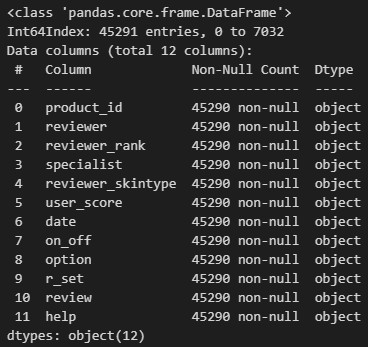 <class 'pandas.core.frame.DataFrame'>
Int64Index: 45291 entries, 0 to 7032
Data columns (total 12 columns):
 #   Column             Non-Null Count  Dtype
---  ------             --------------  -----
 0   product_id         45290 non-null  object
 1   reviewer           45290 non-null  object
 2   reviewer_rank      45290 non-null  object
 3   specialist         45290 non-null  object
 4   reviewer_skintype  45290 non-null  object
 5   user_score         45290 non-null  object
 6   date               45290 non-null  object
 7   on_off             45290 non-null  object
 8   option             45290 non-null  object
 9   r_set              45290 non-null  object
 10  review             45290 non-null  object
 11  help               45290 non-null  object
dtypes: object(12)